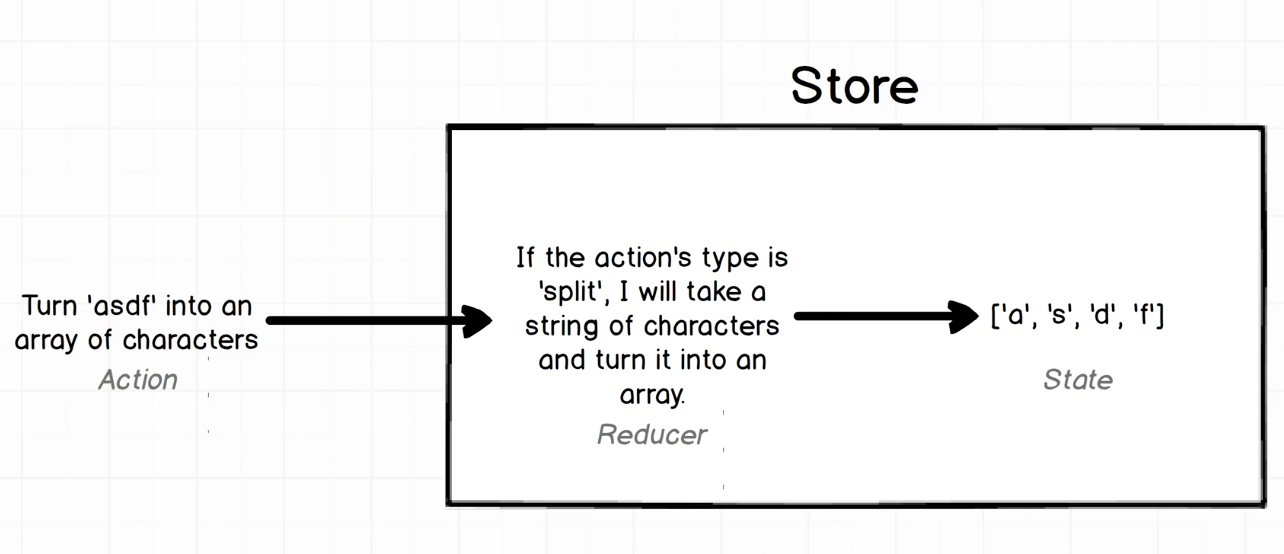 Store
Turn 'asdf' into an
array of characters
Action
If the action's type is
'split', I will take a
string of characters
and turn it into an
array.
Reducer
['a', 's', 'd', 'f']
State